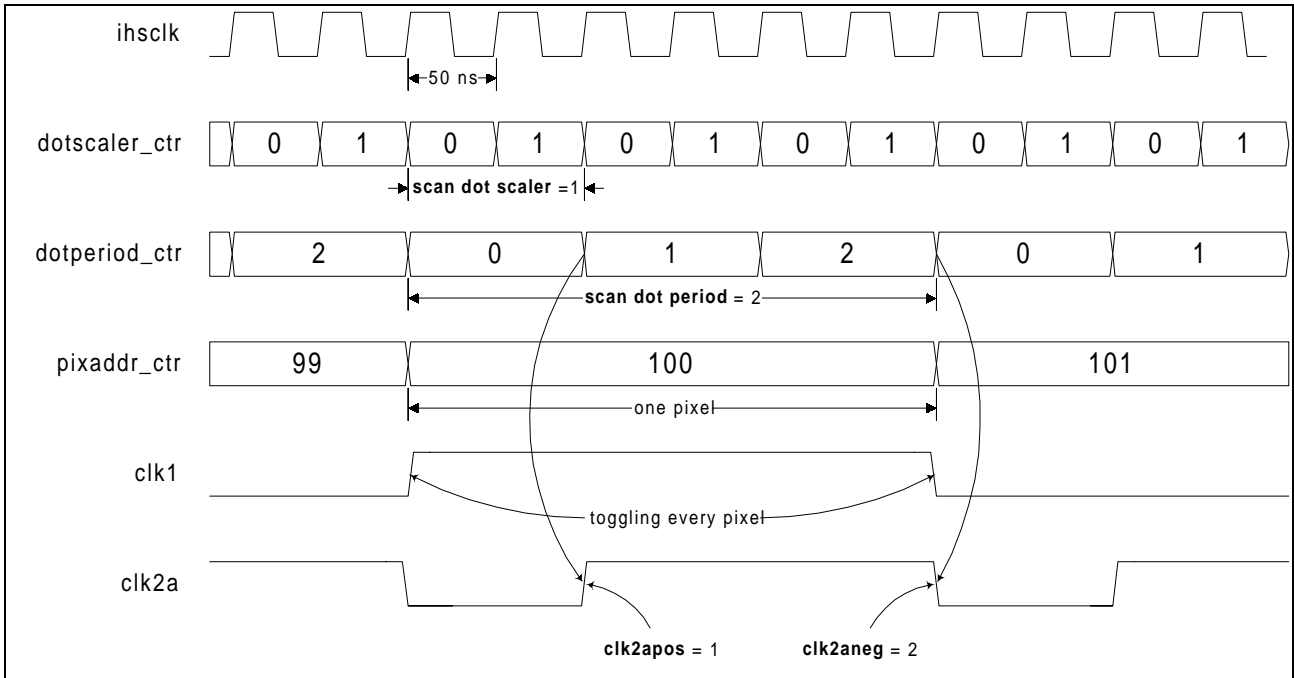 ihsclk
50 ns
dotscaler_ctr 0 1 0 1 0 1 0 1 0 1 0 1
scan dot scaler =1
dotperiod_ctr 2 0 1 2 0 1
scan dot period = 2
pixaddr_ctr 99 100 101
one pixel
clk1
toggling every pixel
clk2a
clk2apos = 1 clk2aneg = 2